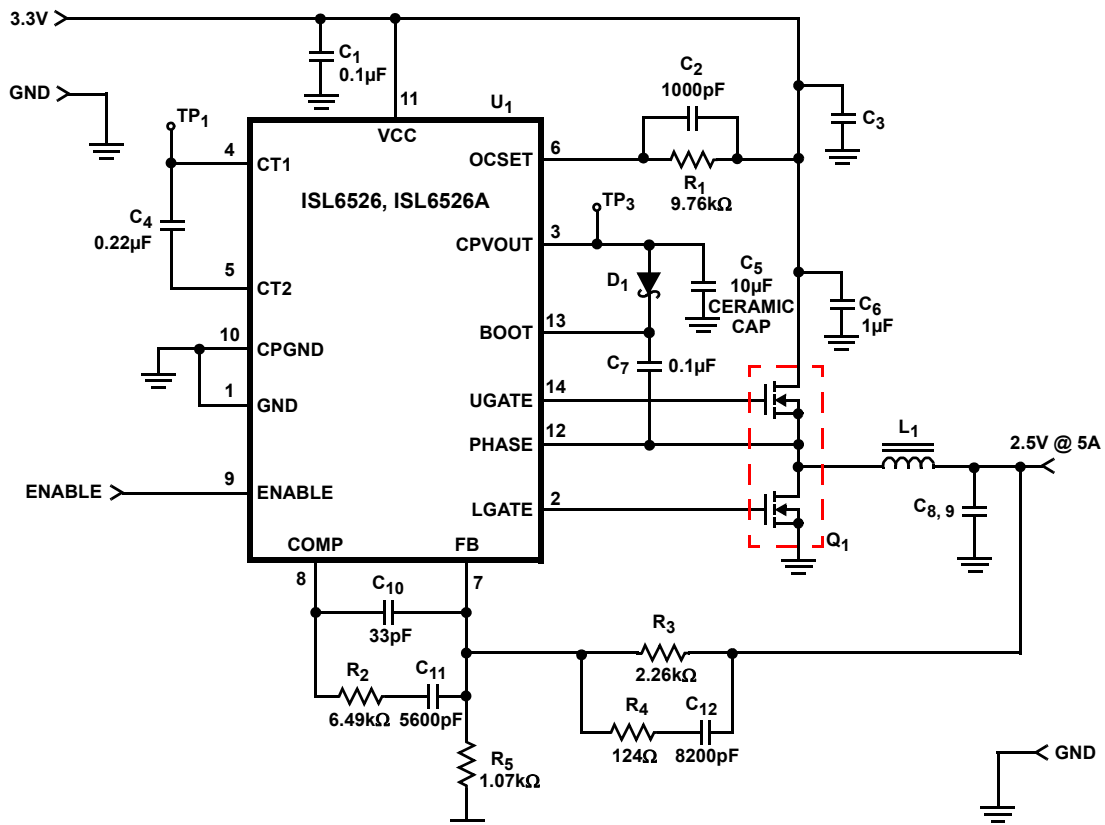 3.3V
GND
C1
0.1µF
TP1
11
U1
VCC
4
CT1
C4
0.22µF
5
CT2
10
CPGND
1
GND
ENABLE
9
ENABLE
ISL6526, ISL6526A
OCSET
6
C2
1000pF
R1
9.76kΩ
C3
TP3
CPVOUT
3
D1
C5
10µF
CERAMIC
CAP
C6
1µF
BOOT
13
C7
0.1µF
UGATE
14
PHASE
12
LGATE
2
Q1
L1
2.5V @ 5A
C8, 9
COMP
FB
8
7
C10
33pF
R2
6.49kΩ
C11
5600pF
R3
2.26kΩ
R4
124Ω
C12
8200pF
R5
1.07kΩ
GND